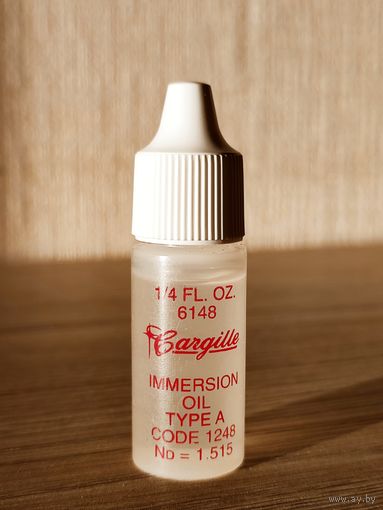 1/4 FL. OZ.
6148
Cargille
IMMERSION
OIL
TYPE A
CODE 1248
ND = 1.515
www.ay.by